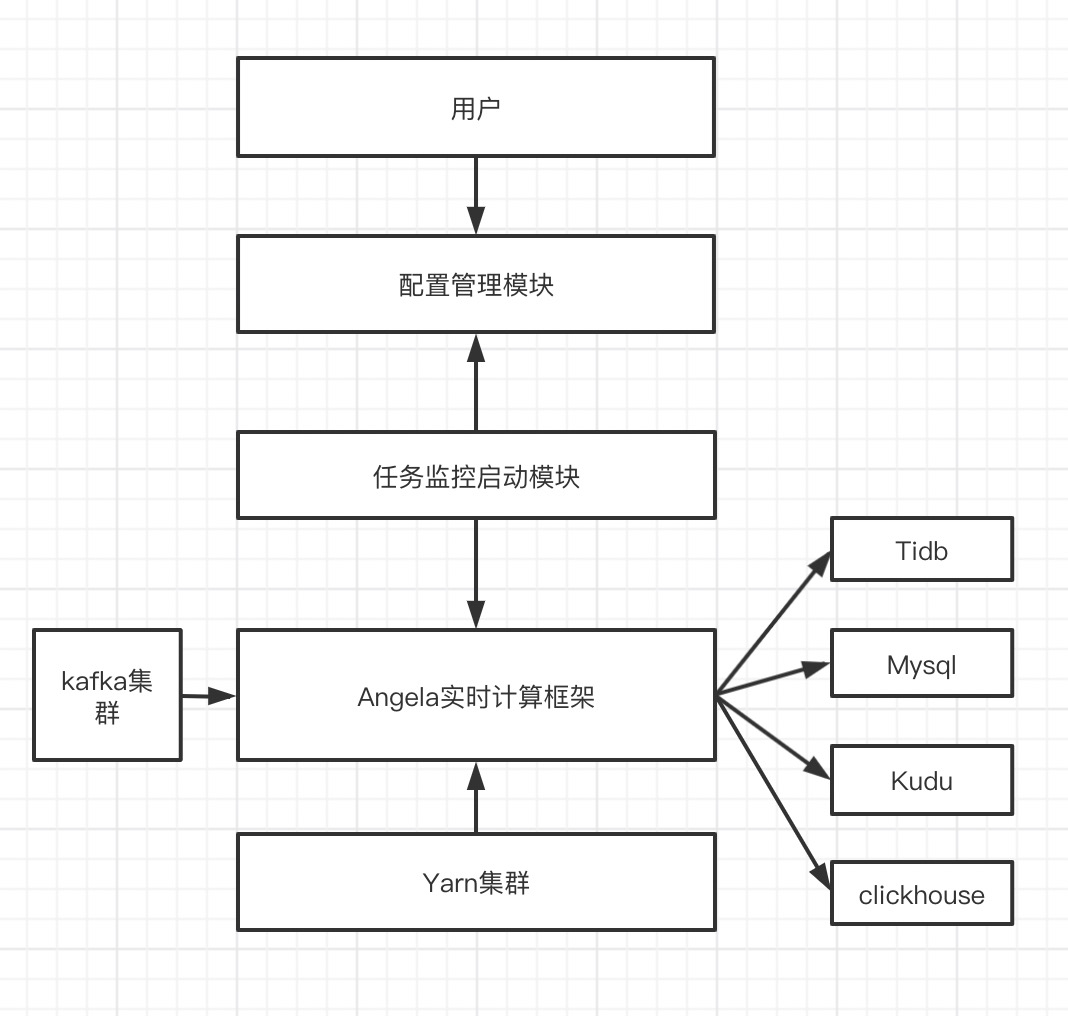 用户
配置管理模块
任务监控启动模块
Tidb
kafka集
群
Angela实时计算框架
Mysql
Kudu
Yarn集群
clickhouse